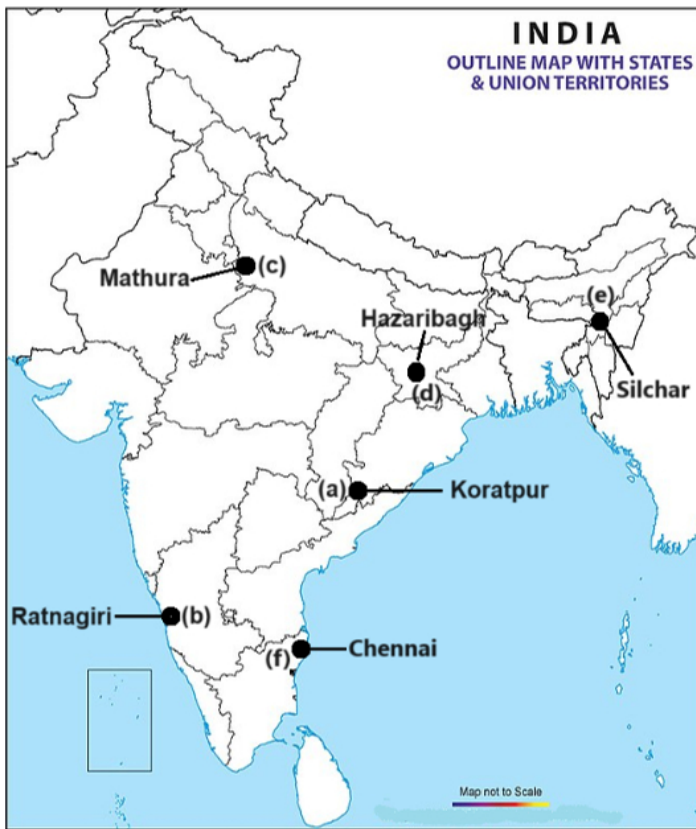 INDIA
OUTLINE MAP WITH STATES
& UNION TERRITORIES
Mathura
(c)
Hazaribagh
(d)
(e)
Silchar
(a)
Koratpur
Ratnagiri
(b)
(f)
Chennai
Map not to Scale